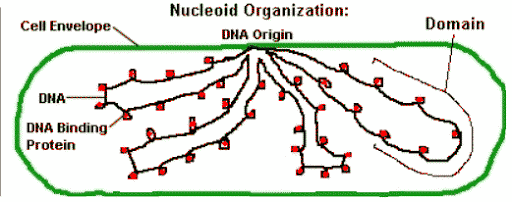 Nucleoid Organization:
Cell Envelope
DNA Origin
Domain
DNA
DNA Binding
Protein